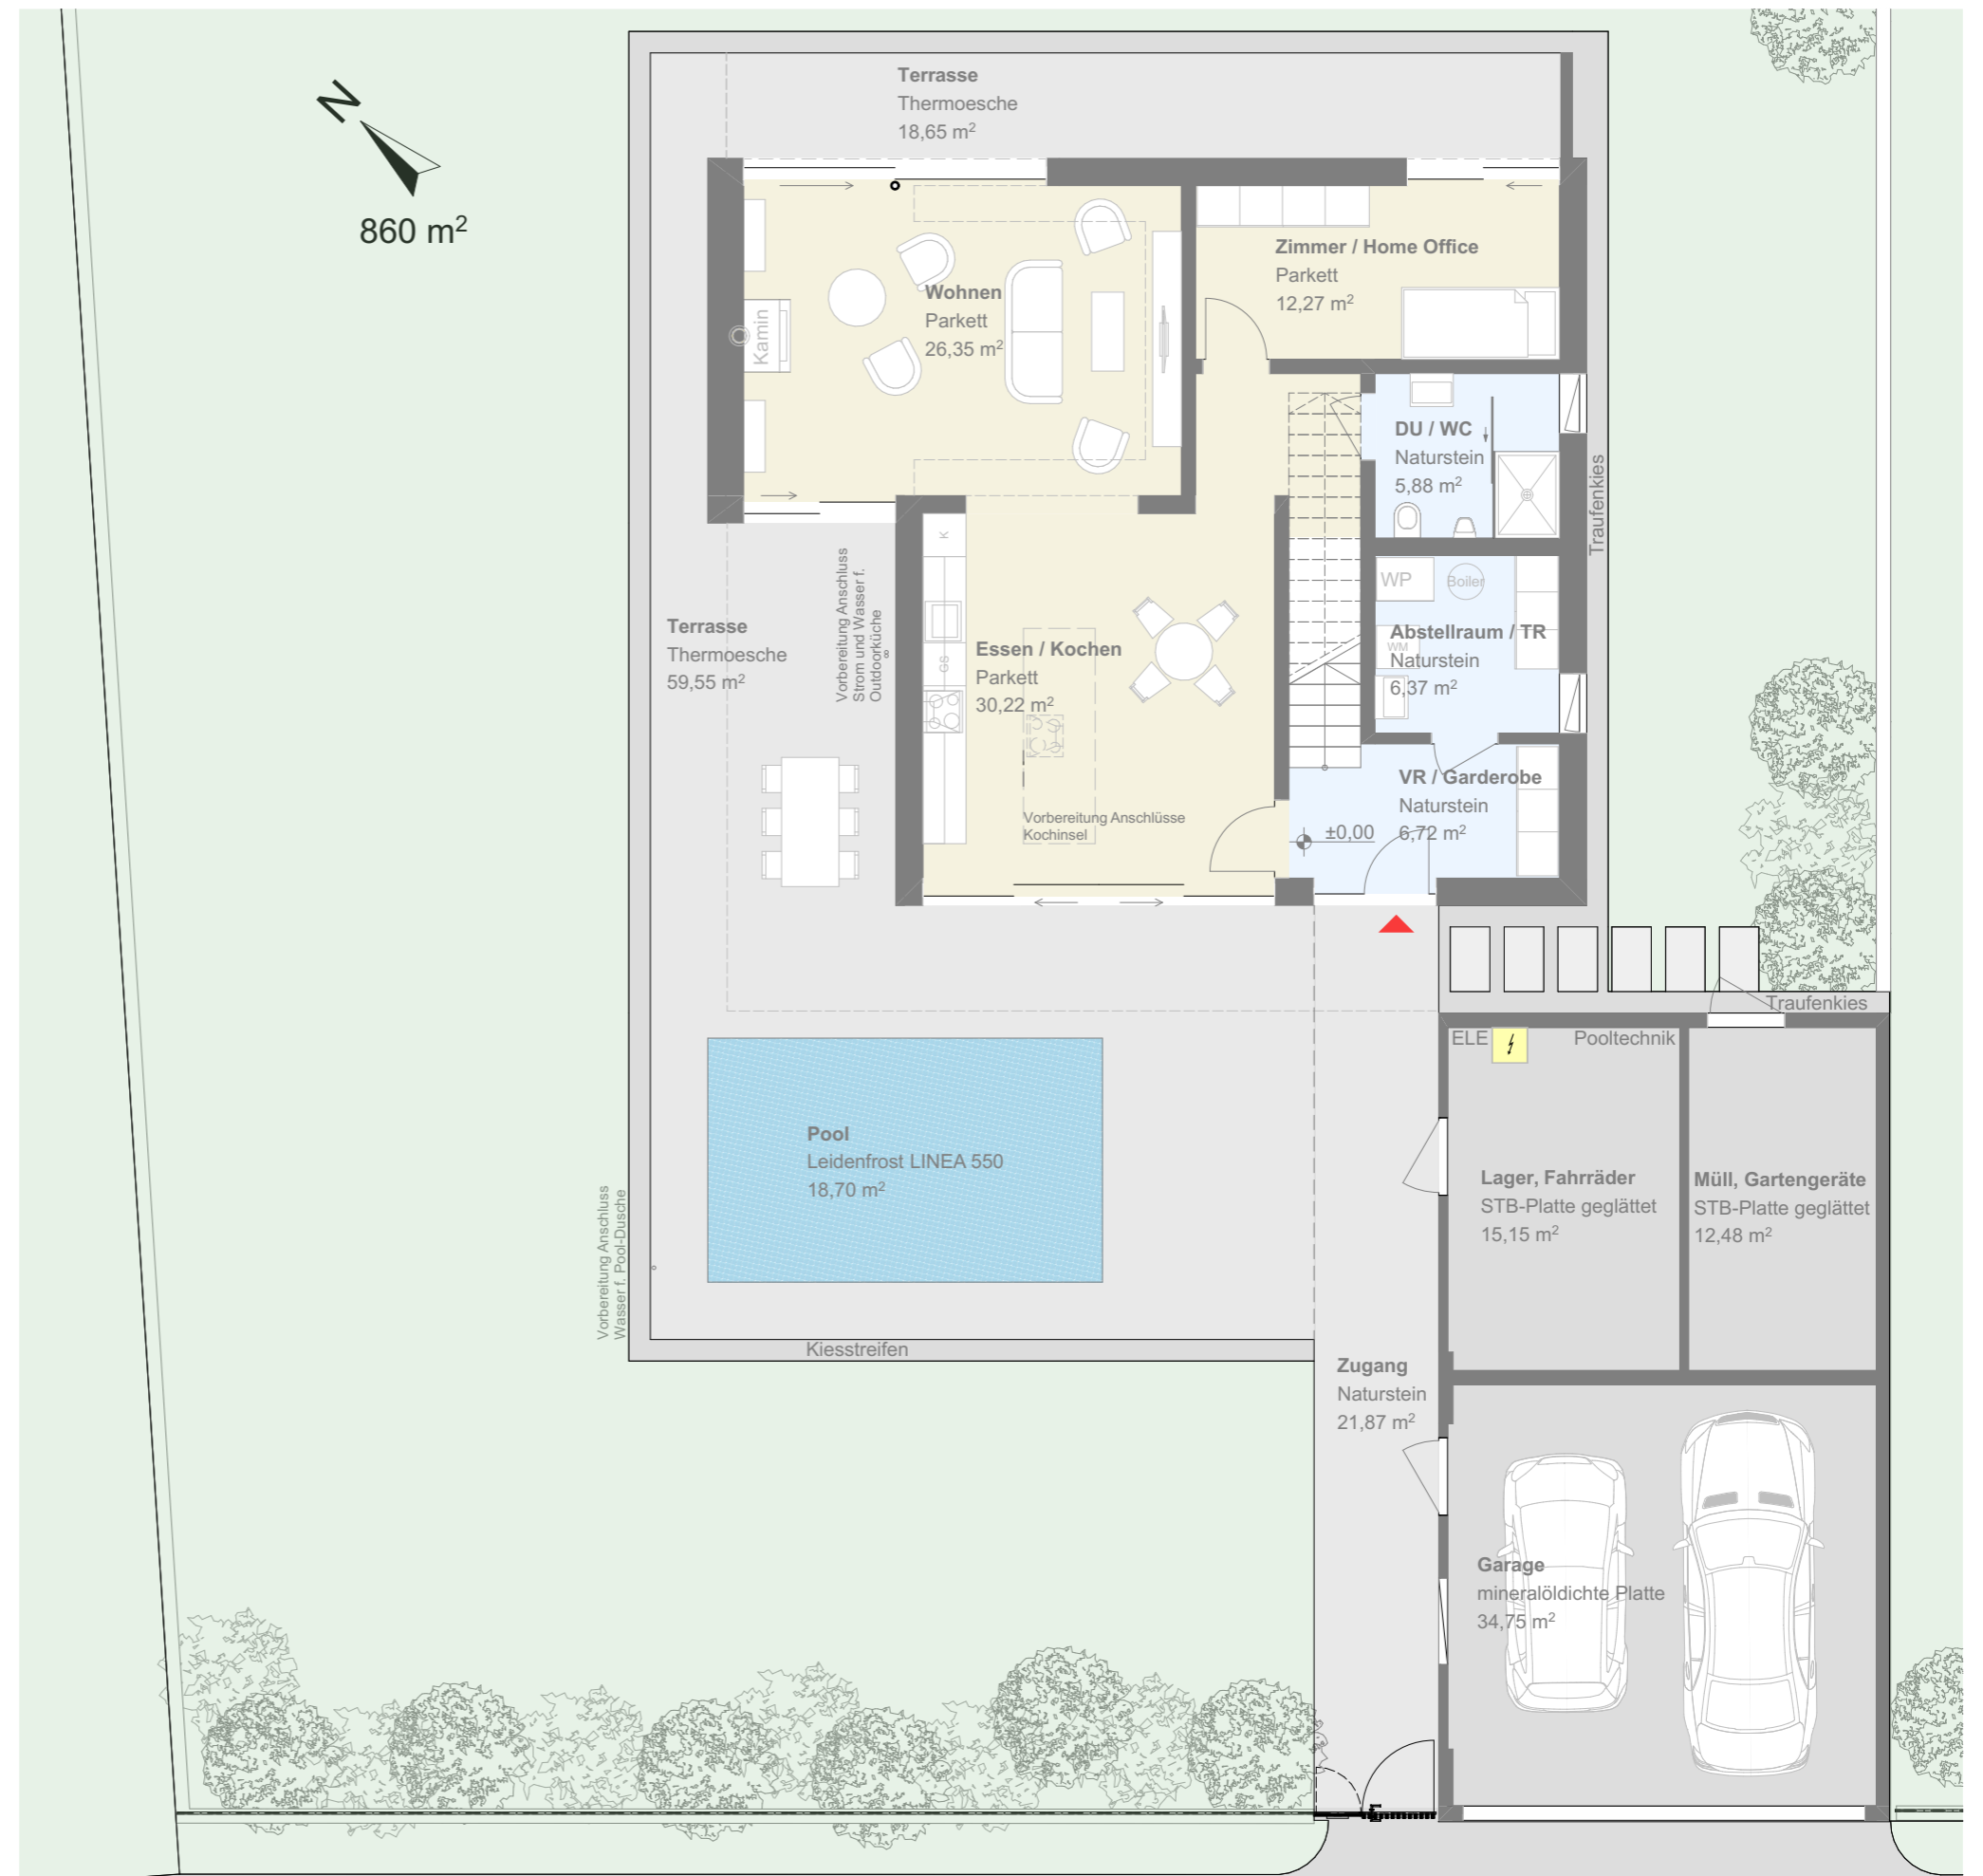 N
860 m²
Terrasse
Thermoesche
18,65 m²
Zimmer / Home Office
Parkett
12,27 m²
Wohnen
Parkett
26,35 m²
Kamin
DU / WC
Naturstein
5,88 m²
Traufenkies
K
GS
WP
Boiler
WM
Abstellraum / TR
Naturstein
6,37 m²
Vorbereitung Anschluss
Strom und Wasser f.
Outdoorküche
Terrasse
Thermoesche
59,55 m²
Essen / Kochen
Parkett
30,22 m²
VR / Garderobe
Naturstein
6,72 m²
±0,00
Vorbereitung Anschlüsse
Kochinsel
Traufenkies
ELE
Pooltechnik
Pool
Leidenfrost LINEA 550
18,70 m²
Lager, Fahrräder
STB-Platte geglättet
15,15 m²
Müll, Gartengeräte
STB-Platte geglättet
12,48 m²
Vorbereitung Anschluss
Wasser f. Pool-Dusche
Kiesstreifen
Zugang
Naturstein
21,87 m²
Garage
mineralöldichte Platte
34,75 m²